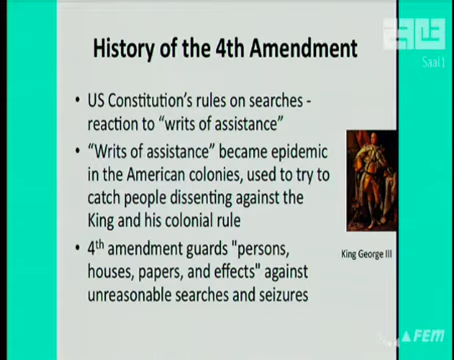 History of the 4th Amendment
Saal1
• US Constitution's rules on searches -
reaction to "writs of assistance"
• "Writs of assistance" became epidemic
in the American colonies, used to try to
catch people dissenting against the
King and his colonial rule
• 4th amendment guards "persons,
houses, papers, and effects" against
unreasonable searches and seizures
King George III
FEM